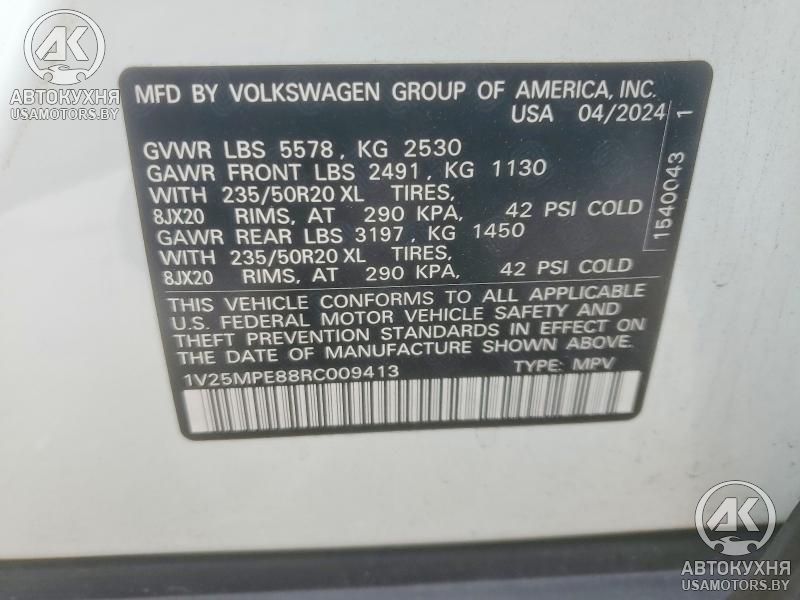 AK
АВТОКУХНЯ
USAMOTORS.BY
MFD BY VOLKSWAGEN GROUP OF AMERICA, INC.
USA 04/2024
GVWR LBS 5578, KG 2530
GAWR FRONT LBS 2491, KG 1130
WITH 235/50R20 XL TIRES,
8JX20 RIMS, AT 290 KPA, 42 PSI COLD
GAWR REAR LBS 3197, KG 1450
WITH 235/50R20 XL TIRES,
8JX20 RIMS, AT 290 KPA, 42 PSI COLD
THIS VEHICLE CONFORMS TO ALL APPLICABLE
U.S. FEDERAL MOTOR VEHICLE SAFETY AND
THEFT PREVENTION STANDARDS IN EFFECT ON
THE DATE OF MANUFACTURE SHOWN ABOVE.
1V25MPE88RC009413 TYPE: MPV
1540043 1
AK
АВТОКУХНЯ
USAMOTORS.BY